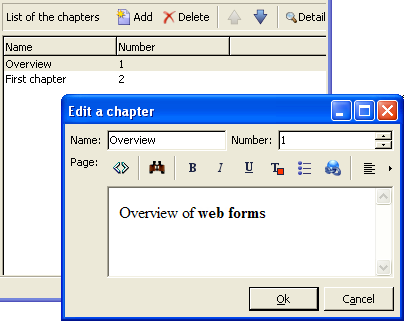 List of the chapters Add Delete Detail
Name Number
Overview 1
First chapter 2
Edit a chapter
Name: Overview Number: 1
Page: B I U T
Overview of web forms
Ok Cancel